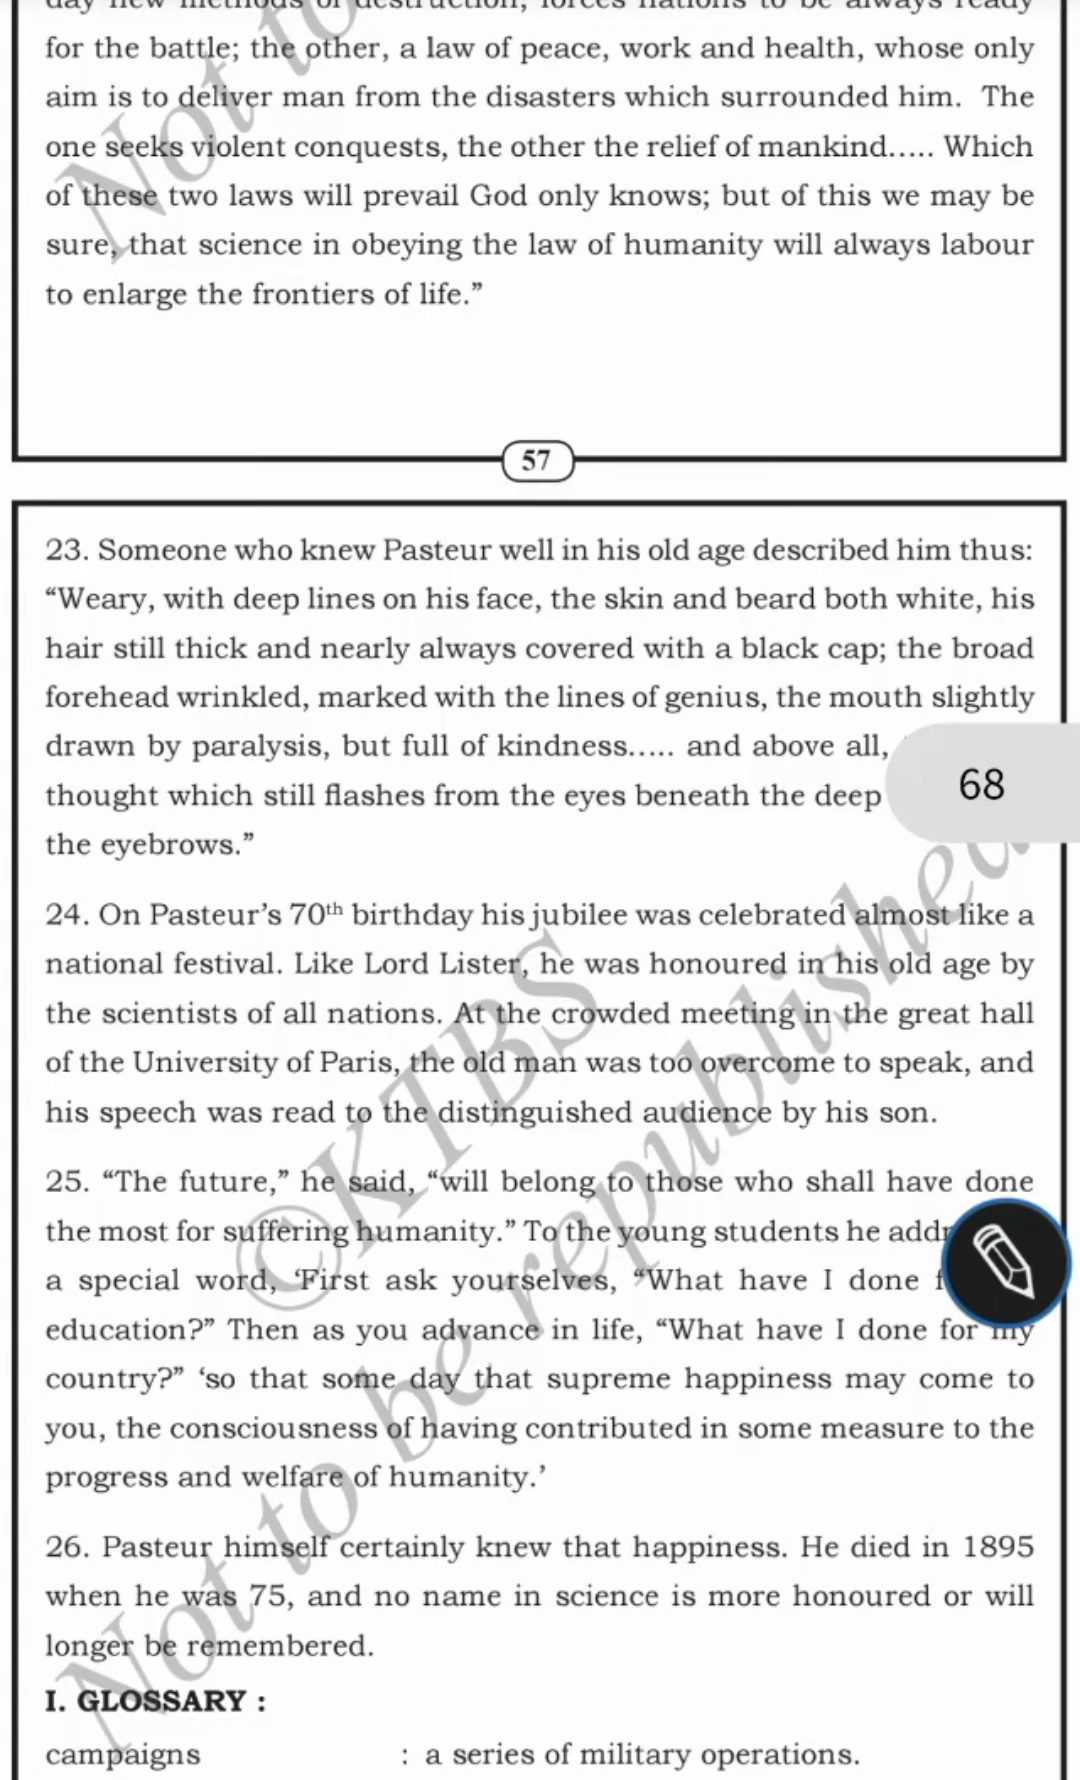 for the battle; the other, a law of peace, work and health, whose only
aim is to deliver man from the disasters which surrounded him. The
one seeks violent conquests, the other the relief of mankind..... Which
of these two laws will prevail God only knows; but of this we may be
sure, that science in obeying the law of humanity will always labour
to enlarge the frontiers of life.”
57
23. Someone who knew Pasteur well in his old age described him thus:
“Weary, with deep lines on his face, the skin and beard both white, his
hair still thick and nearly always covered with a black cap; the broad
forehead wrinkled, marked with the lines of genius, the mouth slightly
drawn by paralysis, but full of kindness..... and above all,
thought which still flashes from the eyes beneath the deep
68
the eyebrows.”
24. On Pasteur’s 70th birthday his jubilee was celebrated almost like a
national festival. Like Lord Lister, he was honoured in his old age by
the scientists of all nations. At the crowded meeting in the great hall
of the University of Paris, the old man was too overcome to speak, and
his speech was read to the distinguished audience by his son.
25. “The future,” he said, “will belong to those who shall have done
the most for suffering humanity.” To the young students he
a special word, ‘First ask yourselves, “What have I done
education?” Then as you advance in life, “What have I done for my
country?” ‘so that some day that supreme happiness may come to
you, the consciousness of having contributed in some measure to the
progress and welfare of humanity.’
26. Pasteur himself certainly knew that happiness. He died in 1895
when he was 75, and no name in science is more honoured or will
longer be remembered.
I. GLOSSARY :
campaigns : a series of military operations.
©KTBS
Not to be republished
Not to